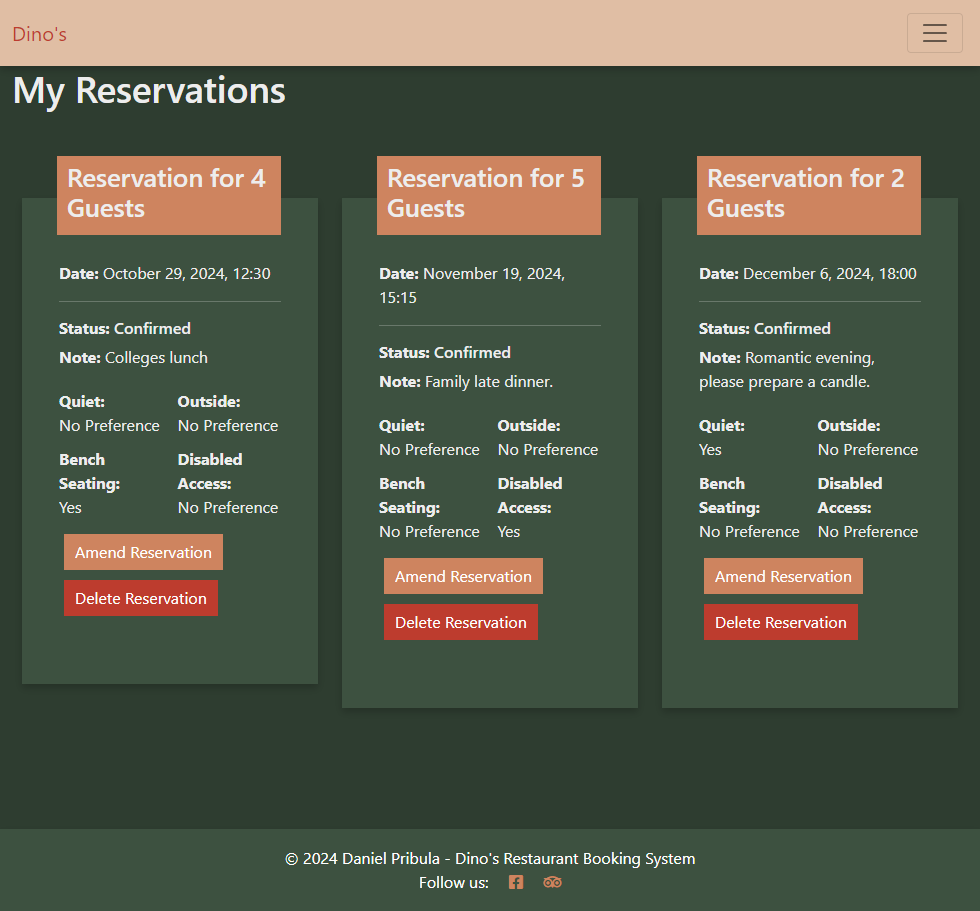 Dino's
My Reservations
Reservation for 4
Guests
Date: October 29, 2024, 12:30
Status: Confirmed
Note: Colleges lunch
Quiet:
No Preference
Outside:
No Preference
Bench
Seating:
Yes
Disabled
Access:
No Preference
Amend Reservation
Delete Reservation
Reservation for 5
Guests
Date: November 19, 2024,
15:15
Status: Confirmed
Note: Family late dinner.
Quiet:
No Preference
Outside:
No Preference
Bench
Seating:
No Preference
Disabled
Access:
Yes
Amend Reservation
Delete Reservation
Reservation for 2
Guests
Date: December 6, 2024, 18:00
Status: Confirmed
Note: Romantic evening,
please prepare a candle.
Quiet:
Yes
Outside:
No Preference
Bench
Seating:
No Preference
Disabled
Access:
No Preference
Amend Reservation
Delete Reservation
© 2024 Daniel Pribula - Dino's Restaurant Booking System
Follow us: